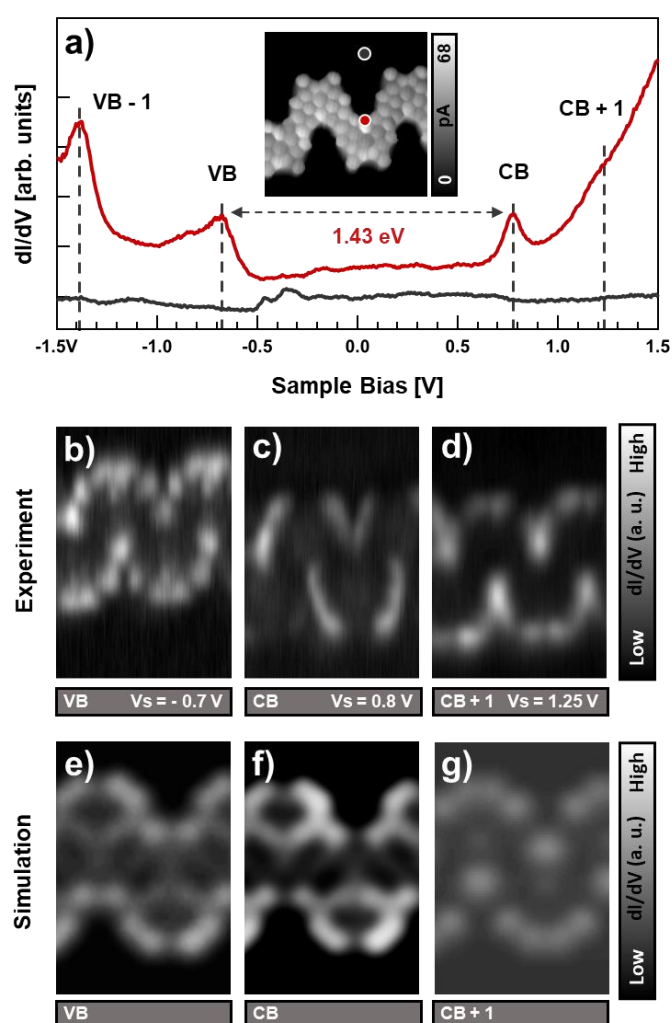 a)
68
pA
0
VB - 1
VB
CB
CB + 1
1.43 eV
dI/dV [arb. units]
-1.5V -1.0 -0.5 0.0 0.5 1.0 1.5
Sample Bias [V]
Experiment
b) c) d)
High
dI/dV (a. u.)
Low
VB Vs = - 0.7 V
CB Vs = 0.8 V
CB + 1 Vs = 1.25 V
Simulation
e) f) g)
High
dI/dV (a. u.)
Low
VB
CB
CB + 1